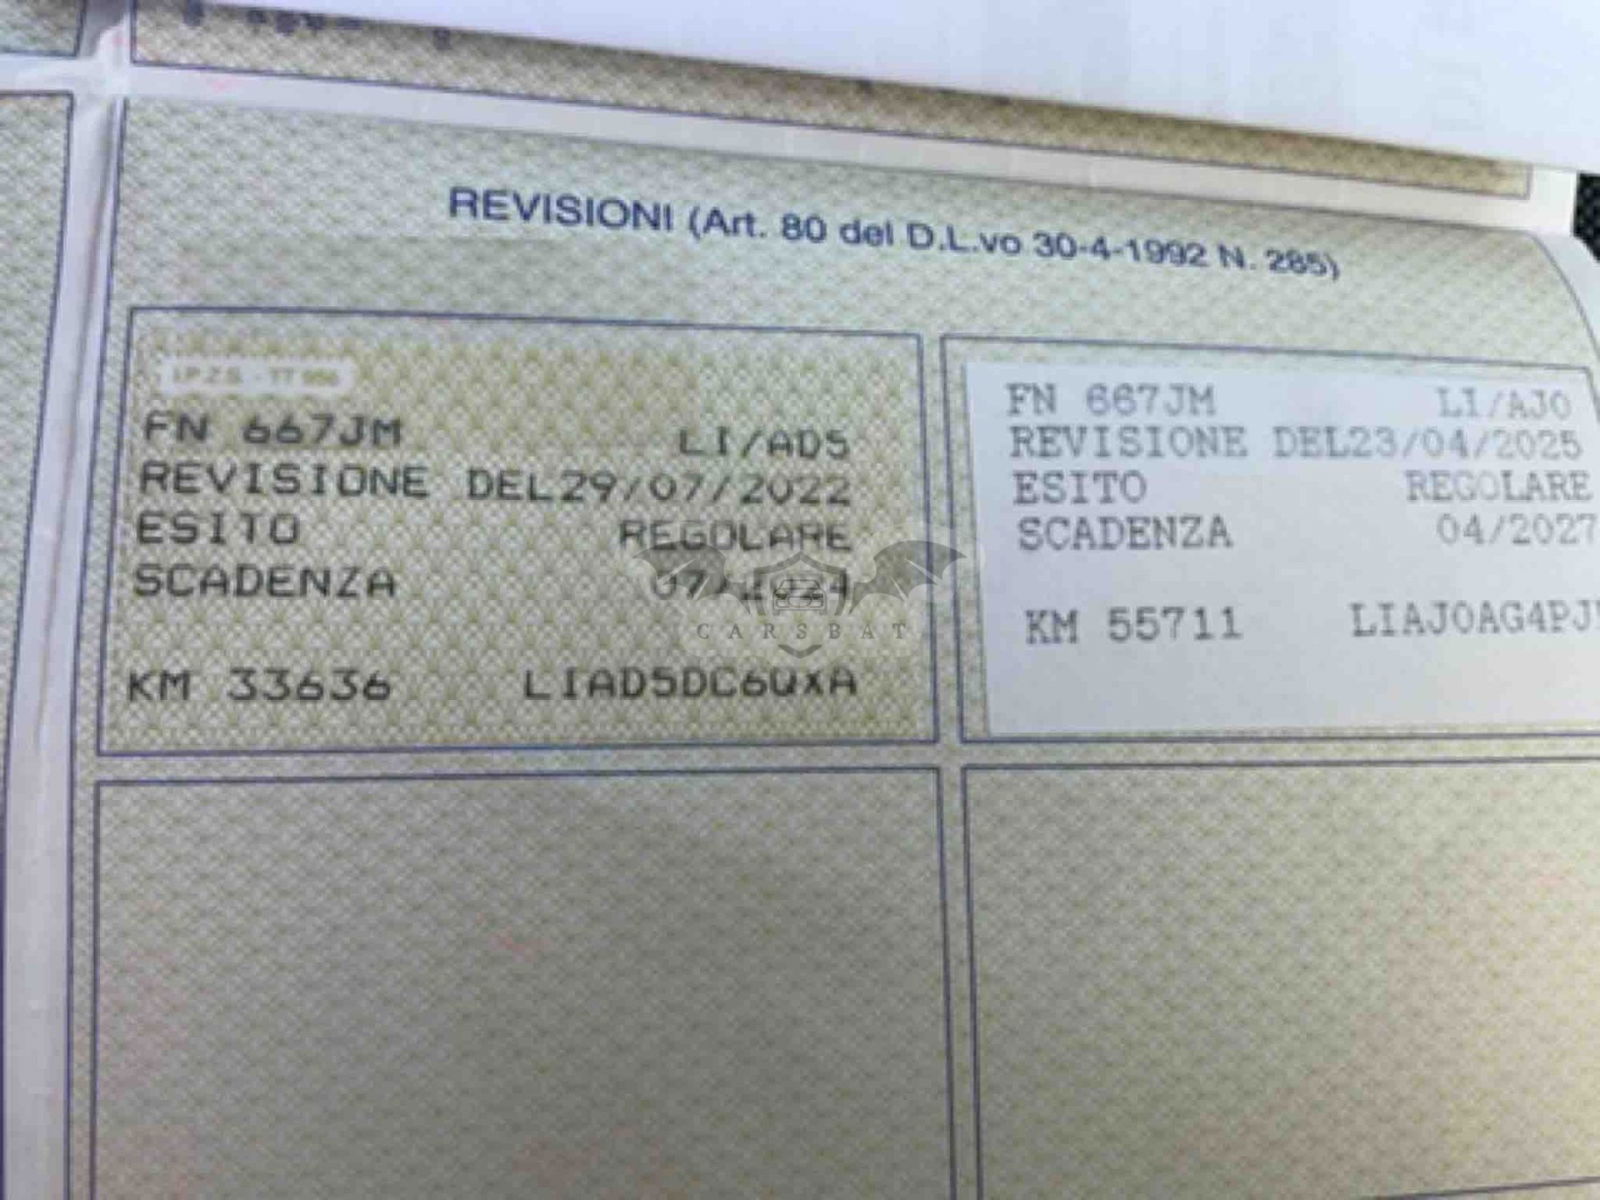 REVISIONI (Art. 80 del D.L.vo 30-4-1992 N. 285)
FN 667JM LI/AD5
REVISIONE DEL29/07/2022
ESITO REGOLARE
SCADENZA 07/2024
KM 33636 LIAD5DC6QXA
FN 667JM LI/AJ0
REVISIONE DEL23/04/2025
ESITO REGOLARE
SCADENZA 04/2027
KM 55711
CARSBAT